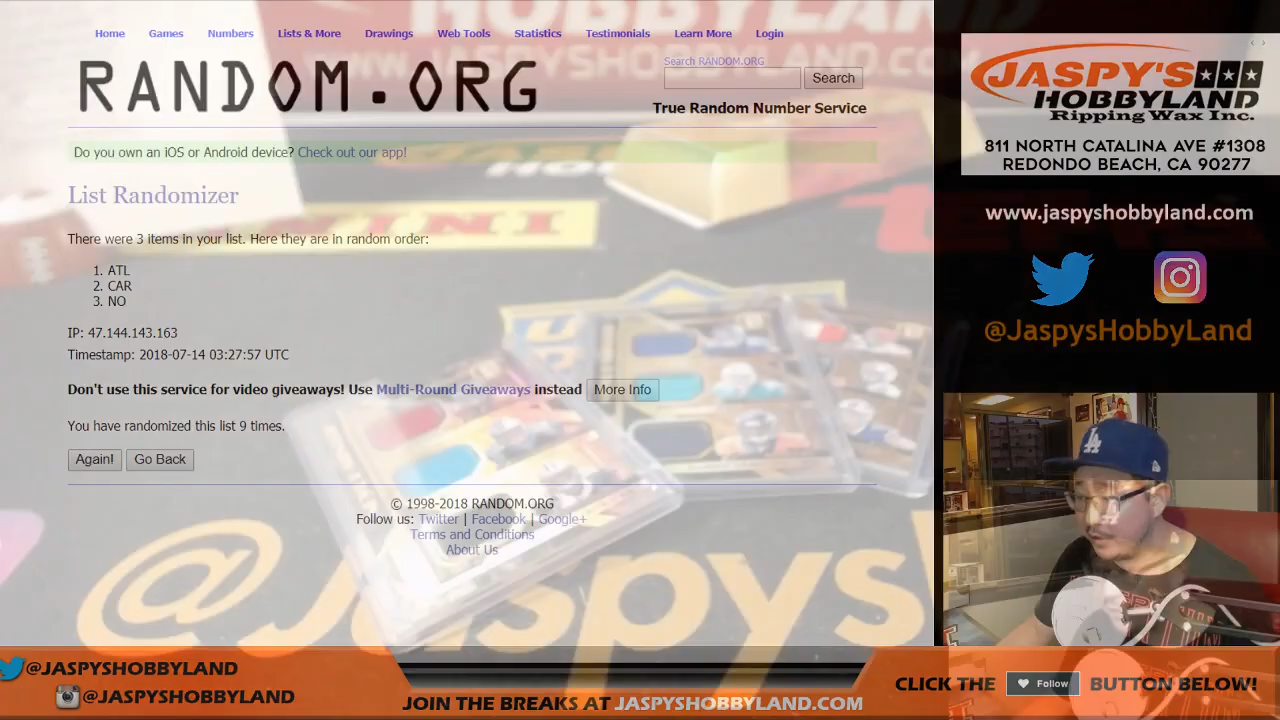 Home Games Numbers Lists & More Drawings Web Tools Statistics Testimonials Learn More Login
RANDOM.ORG
Search RANDOM.ORG
Search
True Random Number Service
Do you own an iOS or Android device? Check out our app!
List Randomizer
There were 3 items in your list. Here they are in random order:
1. ATL
2. CAR
3. NO
IP: 47.144.143.163
Timestamp: 2018-07-14 03:27:57 UTC
Don't use this service for video giveaways! Use Multi-Round Giveaways instead More Info
You have randomized this list 9 times.
Again! Go Back
© 1998-2018 RANDOM.ORG
Follow us: Twitter | Facebook | Google+
Terms and Conditions
About Us
@Jaspys
JASPY'S
HOBBYLAND
Ripping Wax Inc.
811 NORTH CATALINA AVE #1308
REDONDO BEACH, CA 90277
www.jaspyshobbyland.com
@JaspysHobbyLand
LA
@JASPYSHOBBYLAND
@JASPYSHOBBYLAND
JOIN THE BREAKS AT JASPYSHOBBYLAND.COM
CLICK THE Follow BUTTON BELOW!